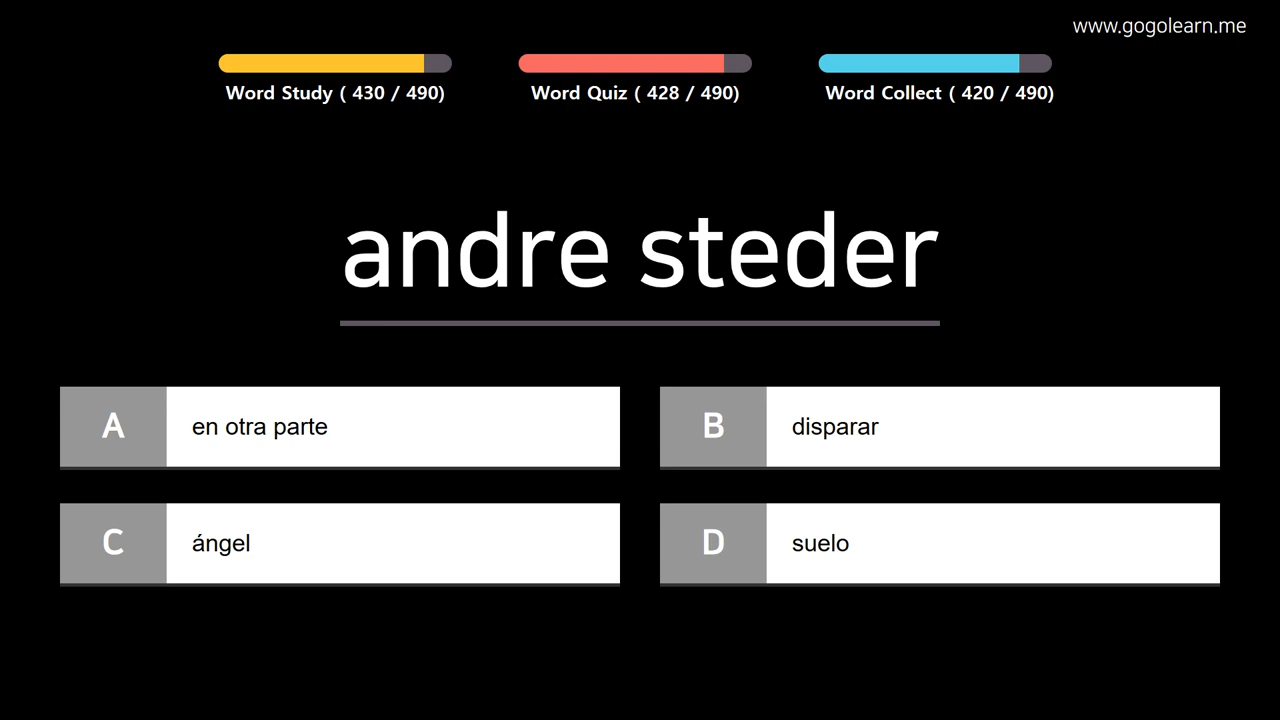 www.gogolearn.me
Word Study ( 430 / 490)
Word Quiz ( 428 / 490)
Word Collect ( 420 / 490)
andre steder
A en otra parte
B disparar
C ángel
D suelo